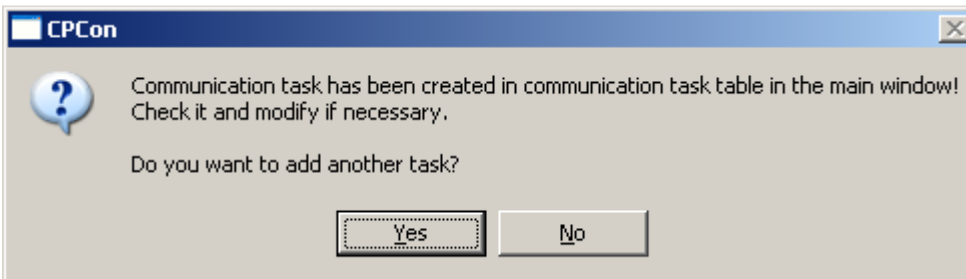 CPCon
Communication task has been created in communication task table in the main window!
Check it and modify if necessary.
Do you want to add another task?
Yes
No